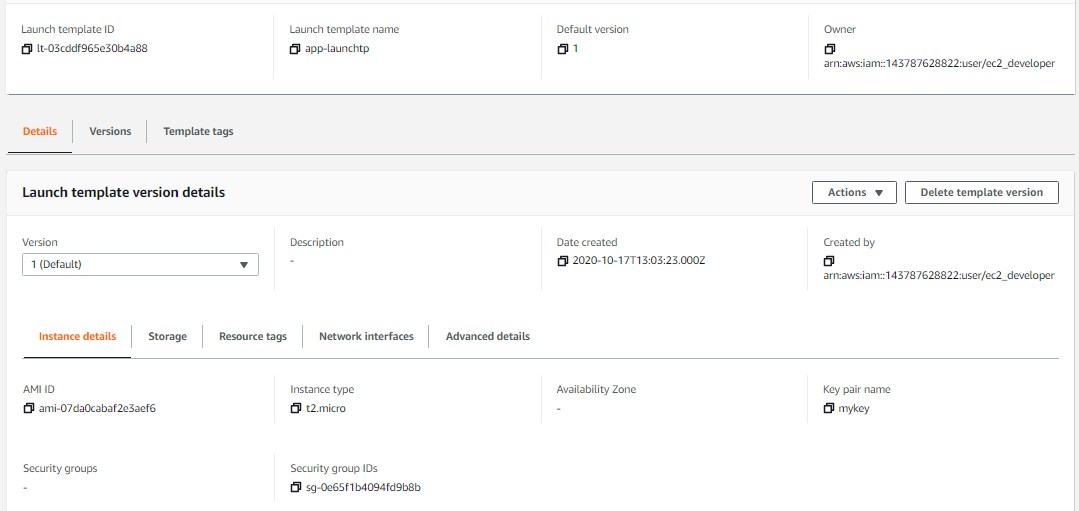 Launch template ID
lt-03cddf965e30b4a88
Launch template name
app-launchtp
Default version
1
Owner
arn:aws:iam::143787628822:user/ec2_developer
Details
Versions
Template tags
Launch template version details
Actions
Delete template version
Version
1 (Default)
Description
-
Date created
2020-10-17T13:03:23.000Z
Created by
arn:aws:iam::143787628822:user/ec2_developer
Instance details
Storage
Resource tags
Network interfaces
Advanced details
AMI ID
ami-07da0cabaf2e3aef6
Instance type
t2.micro
Availability Zone
-
Key pair name
mykey
Security groups
-
Security group IDs
sg-0e65f1b4094fd9b8b